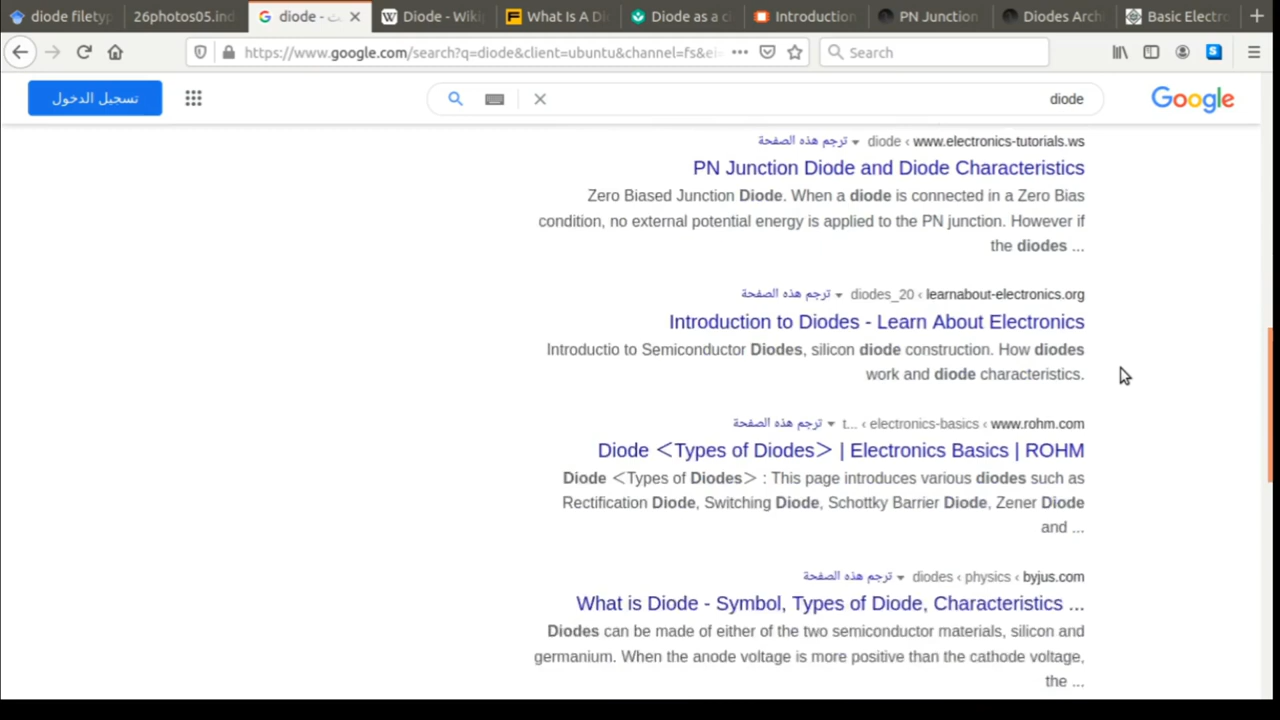 diode filetyp
26photos05.ind
diode - بحث
Diode - Wikip
What Is A Di
Diode as a ci
Introduction
PN Junction
Diodes Arch
Basic Electro
https://www.google.com/search?q=diode&client=ubuntu&channel=fs&ei=
Search
تسجيل الدخول
diode
Google
www.electronics-tutorials.ws › diode ترجم هذه الصفحة
PN Junction Diode and Diode Characteristics
Zero Biased Junction Diode. When a diode is connected in a Zero Bias
condition, no external potential energy is applied to the PN junction. However if
the diodes ...
learnabout-electronics.org › diodes_20 ترجم هذه الصفحة
Introduction to Diodes - Learn About Electronics
Introductio to Semiconductor Diodes, silicon diode construction. How diodes
work and diode characteristics.
www.rohm.com › electronics-basics › t... ترجم هذه الصفحة
Diode <Types of Diodes> | Electronics Basics | ROHM
Diode <Types of Diodes> : This page introduces various diodes such as
Rectification Diode, Switching Diode, Schottky Barrier Diode, Zener Diode
and ...
byjus.com › physics › diodes ترجم هذه الصفحة
What is Diode - Symbol, Types of Diode, Characteristics ...
Diodes can be made of either of the two semiconductor materials, silicon and
germanium. When the anode voltage is more positive than the cathode voltage,
the ...